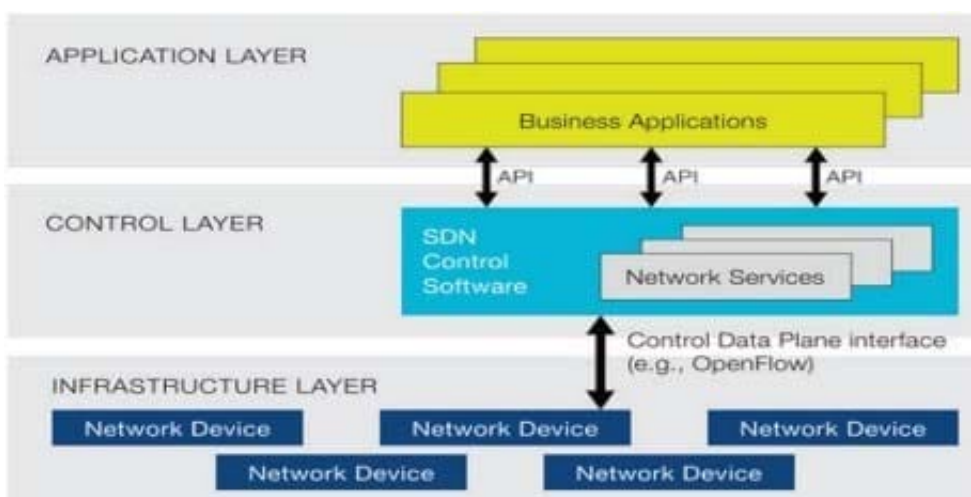 APPLICATION LAYER
Business Applications
API
API
API
CONTROL LAYER
SDN
Control
Software
Network Services
Control Data Plane interface
(e.g., OpenFlow)
INFRASTRUCTURE LAYER
Network Device
Network Device
Network Device
Network Device
Network Device